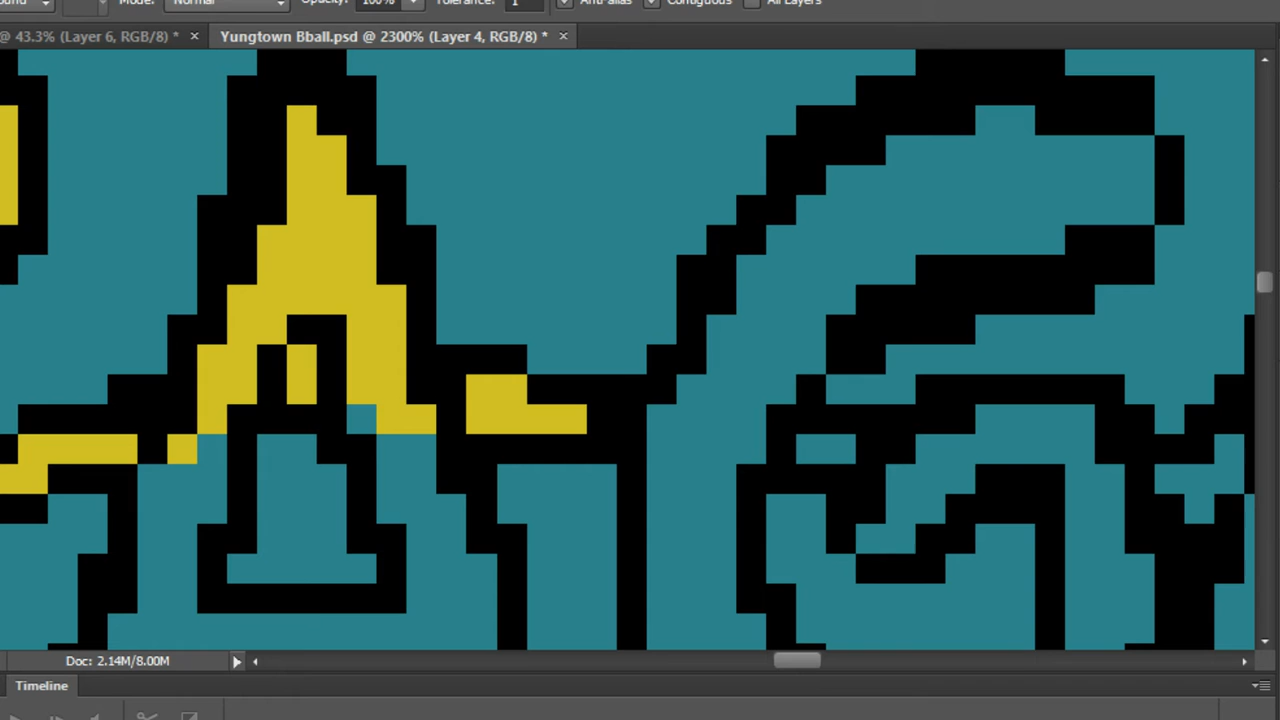 ound Mode: Normal Opacity: 100% Tolerance: 1 Anti-alias Contiguous All Layers
@ 43.3% (Layer 6, RGB/8) * × Yungtown Bball.psd @ 2300% (Layer 4, RGB/8) * ×
Doc: 2.14M/8.00M
Timeline